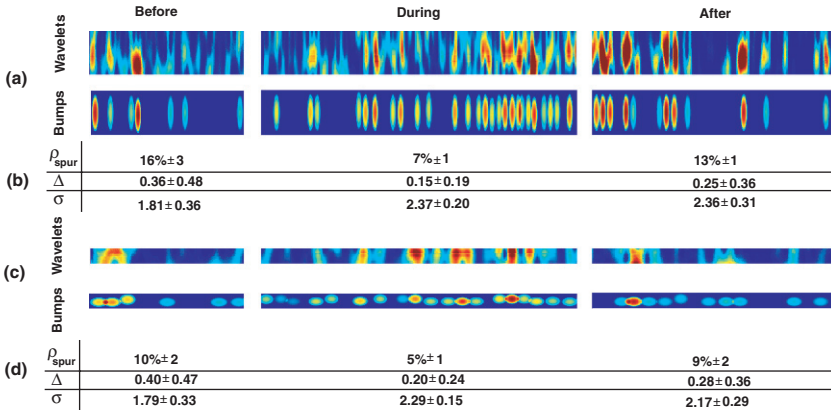 Before During After
(a)
Wavelets
Bumps
(b)
ρspur 16%±3 7%±1 13%±1
Δ 0.36±0.48 0.15±0.19 0.25±0.36
σ 1.81±0.36 2.37±0.20 2.36±0.31
(c)
Wavelets
Bumps
(d)
ρspur 10%±2 5%±1 9%±2
Δ 0.40±0.47 0.20±0.24 0.28±0.36
σ 1.79±0.33 2.29±0.15 2.17±0.29